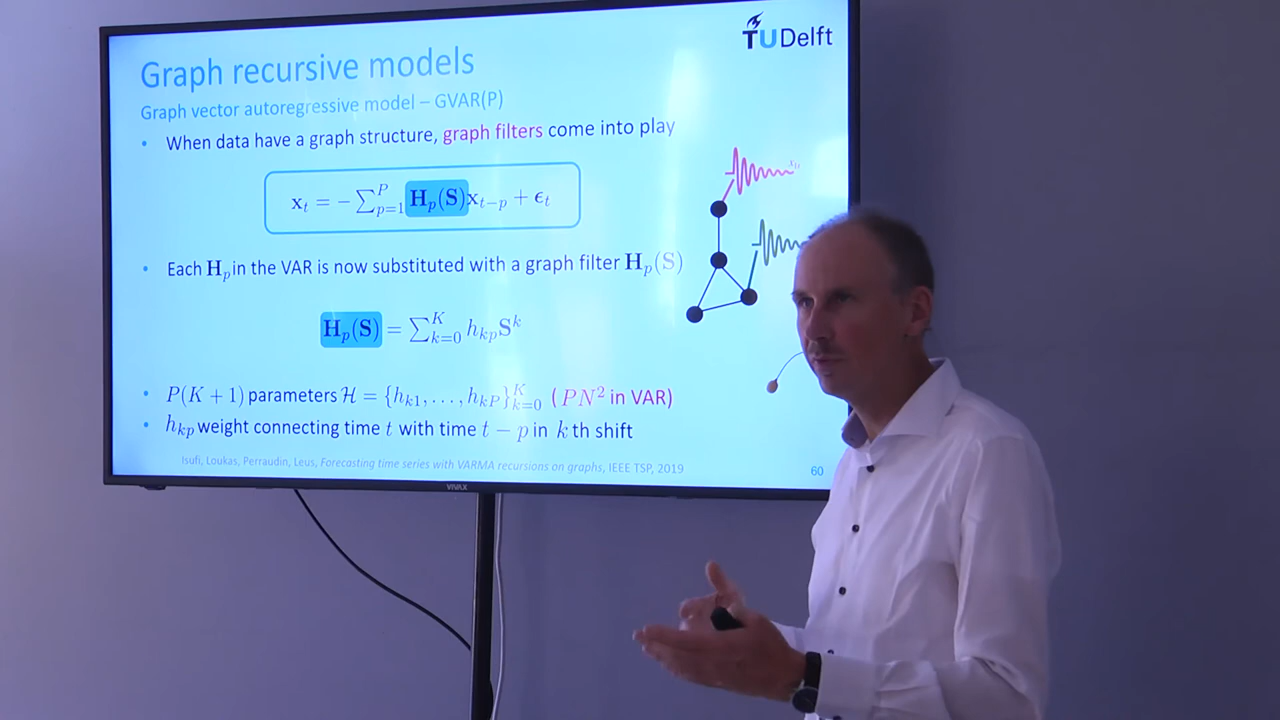 TU Delft
Graph recursive models
Graph vector autoregressive model – GVAR(P)
• When data have a graph structure, graph filters come into play
x_t = − ∑_{p=1}^{P} H_p(S)x_{t−p} + ϵ_t
• Each H_p in the VAR is now substituted with a graph filter H_p(S)
H_p(S) = ∑_{k=0}^{K} h_{kp}S^k
• P(K + 1) parameters ℋ = {h_{k1}, . . . , h_{kP}}_{k=0}^{K} ( PN² in VAR)
• h_{kp} weight connecting time t with time t − p in k th shift
Isufi, Loukas, Perraudin, Leus, Forecasting time series with VARMA recursions on graphs, IEEE TSP, 2019
60
VIVAX